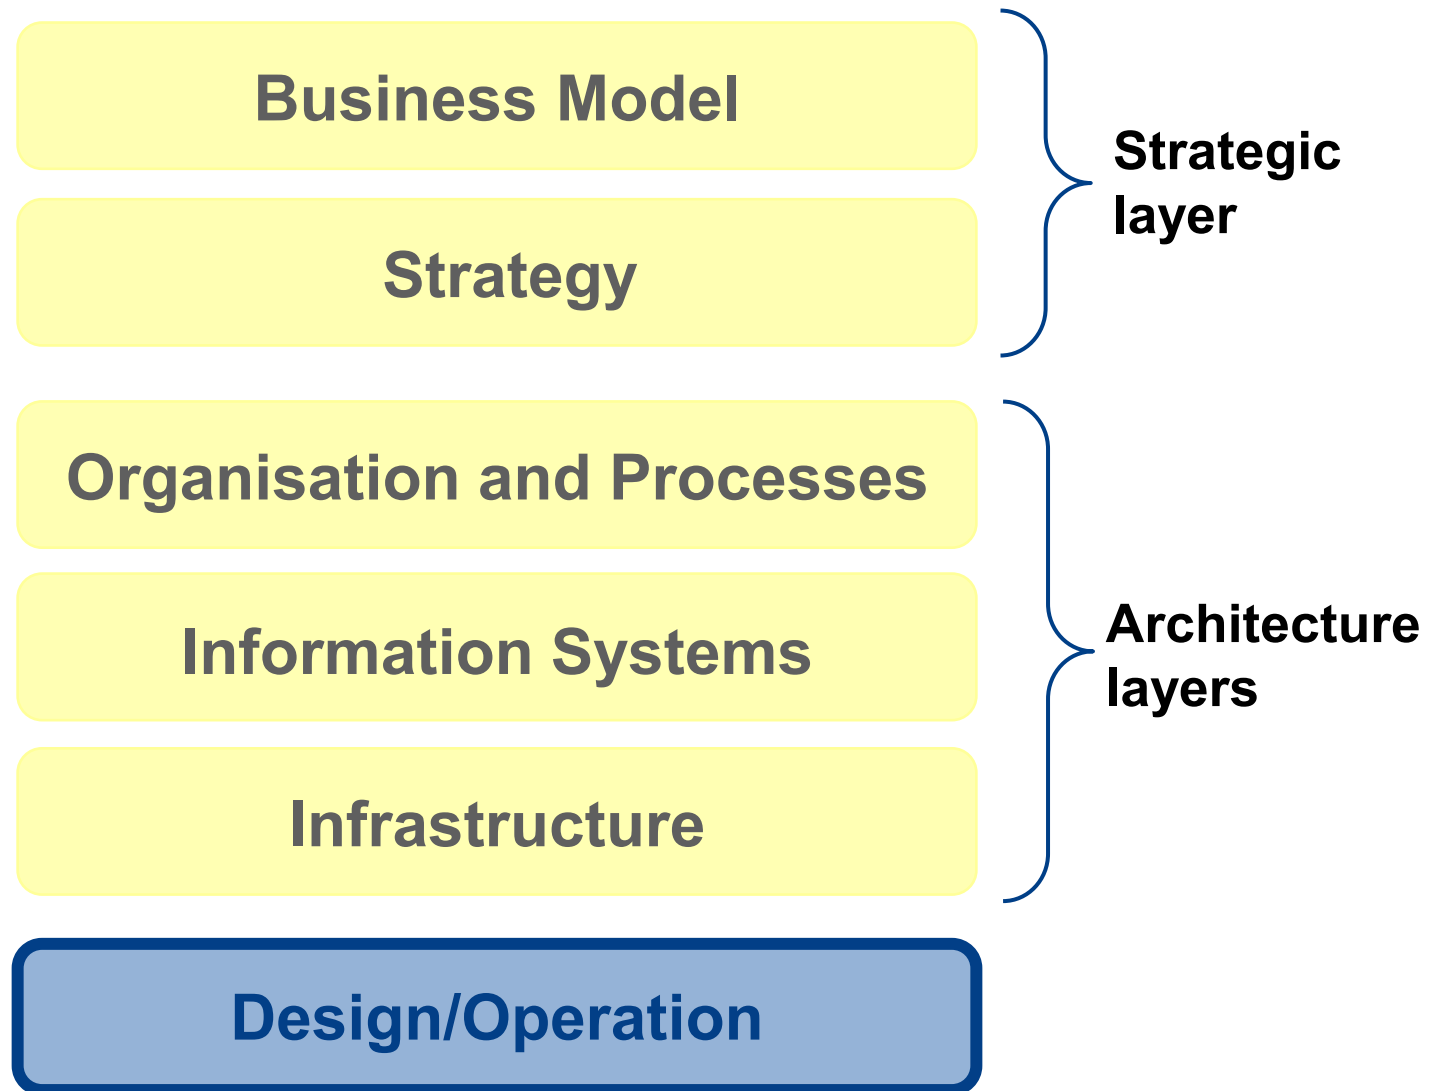 Business Model
Strategy
Strategic
layer
Organisation and Processes
Information Systems
Infrastructure
Architecture
layers
Design/Operation